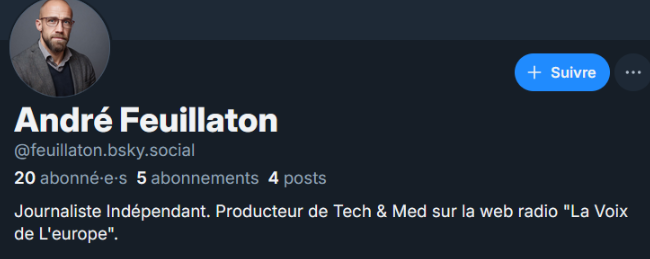 + Suivre
André Feuillaton
@feuillaton.bsky.social
20 abonné·e·s 5 abonnements 4 posts
Journaliste Indépendant. Producteur de Tech & Med sur la web radio "La Voix
de L'europe".